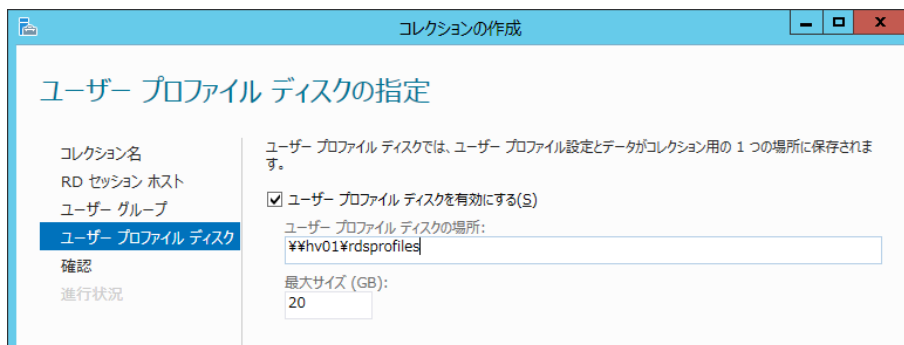 コレクションの作成
ユーザー プロファイル ディスクの指定
コレクション名
RD セッション ホスト
ユーザー グループ
ユーザー プロファイル ディスク
確認
進行状況
ユーザー プロファイル ディスクでは、ユーザー プロファイル設定とデータがコレクション用の 1 つの場所に保存されま
す。
ユーザー プロファイル ディスクを有効にする(S)
ユーザー プロファイル ディスクの場所:
¥¥hv01¥rdsprofiles
最大サイズ (GB):
20